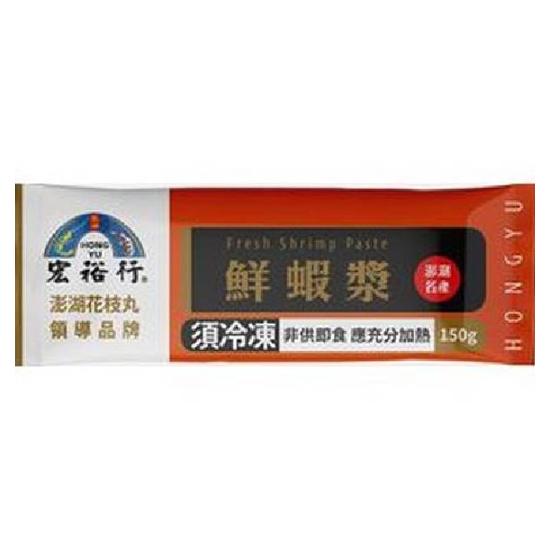 HONG
YU
宏裕行
澎湖花枝丸
領導品牌
Fresh Shrimp Paste
鮮蝦漿
澎湖
名產
須冷凍 非供即食 應充分加熱 150g
HONGYU